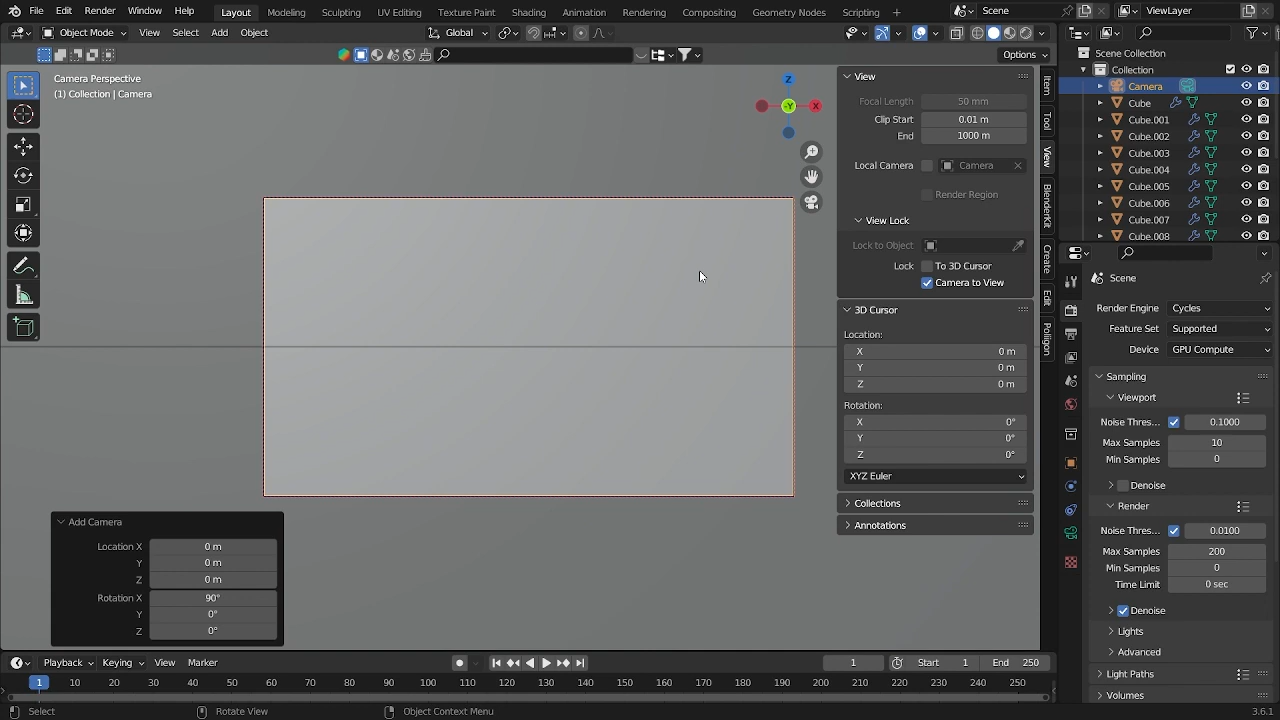 File Edit Render Window Help Layout Modeling Sculpting UV Editing Texture Paint Shading Animation Rendering Compositing Geometry Nodes Scripting + Scene ViewLayer
Object Mode View Select Add Object Global
Options
Camera Perspective
(1) Collection | Camera
Z
-Y
X
View
Focal Length 50 mm
Clip Start 0.01 m
End 1000 m
Local Camera Camera
Render Region
View Lock
Lock to Object
Lock To 3D Cursor
Camera to View
3D Cursor
Location:
X 0 m
Y 0 m
Z 0 m
Rotation:
X 0°
Y 0°
Z 0°
XYZ Euler
Collections
Annotations
Item
Tool
View
BlenderKit
Create
Edit
Poliigon
Scene Collection
Collection
Camera
Cube
Cube.001
Cube.002
Cube.003
Cube.004
Cube.005
Cube.006
Cube.007
Cube.008
Scene
Render Engine Cycles
Feature Set Supported
Device GPU Compute
Sampling
Viewport
Noise Thres... 0.1000
Max Samples 10
Min Samples 0
Denoise
Render
Noise Thres... 0.0100
Max Samples 200
Min Samples 0
Time Limit 0 sec
Denoise
Lights
Advanced
Light Paths
Volumes
Add Camera
Location X 0 m
Y 0 m
Z 0 m
Rotation X 90°
Y 0°
Z 0°
Playback Keying View Marker 1 Start 1 End 250
1 10 20 30 40 50 60 70 80 90 100 110 120 130 140 150 160 170 180 190 200 210 220 230 240 250
Select Rotate View Object Context Menu 3.6.1